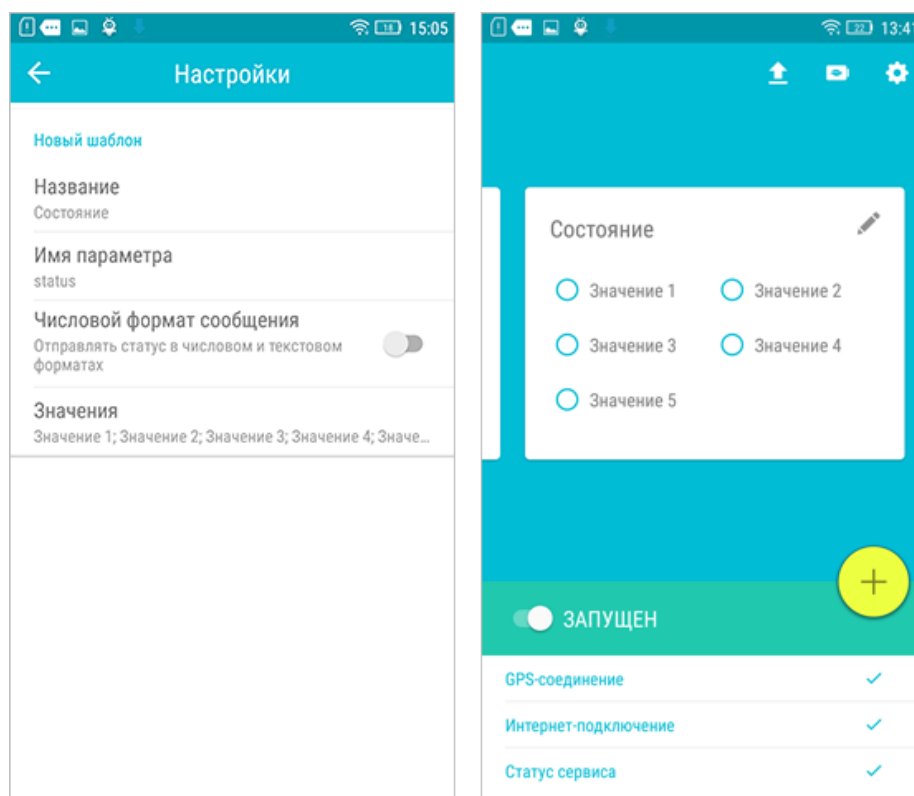 18 15:05
Настройки
Новый шаблон
Название
Состояние
Имя параметра
status
Числовой формат сообщения
Отправлять статус в числовом и текстовом
форматах
Значения
Значение 1; Значение 2; Значение 3; Значение 4; Значе...
22 13:41
Состояние
Значение 1 Значение 2
Значение 3 Значение 4
Значение 5
ЗАПУЩЕН
GPS-соединение
Интернет-подключение
Статус сервиса